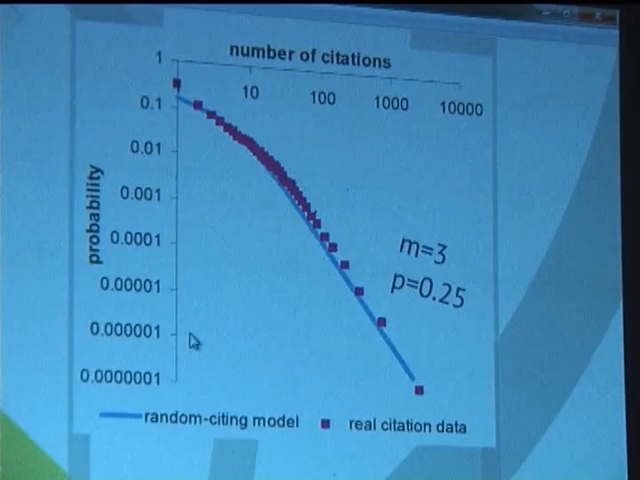 number of citations
1
10
100
1000
10000
0.1
0.01
0.001
0.0001
0.00001
0.000001
0.0000001
probability
m=3
p=0.25
random-citing model
real citation data